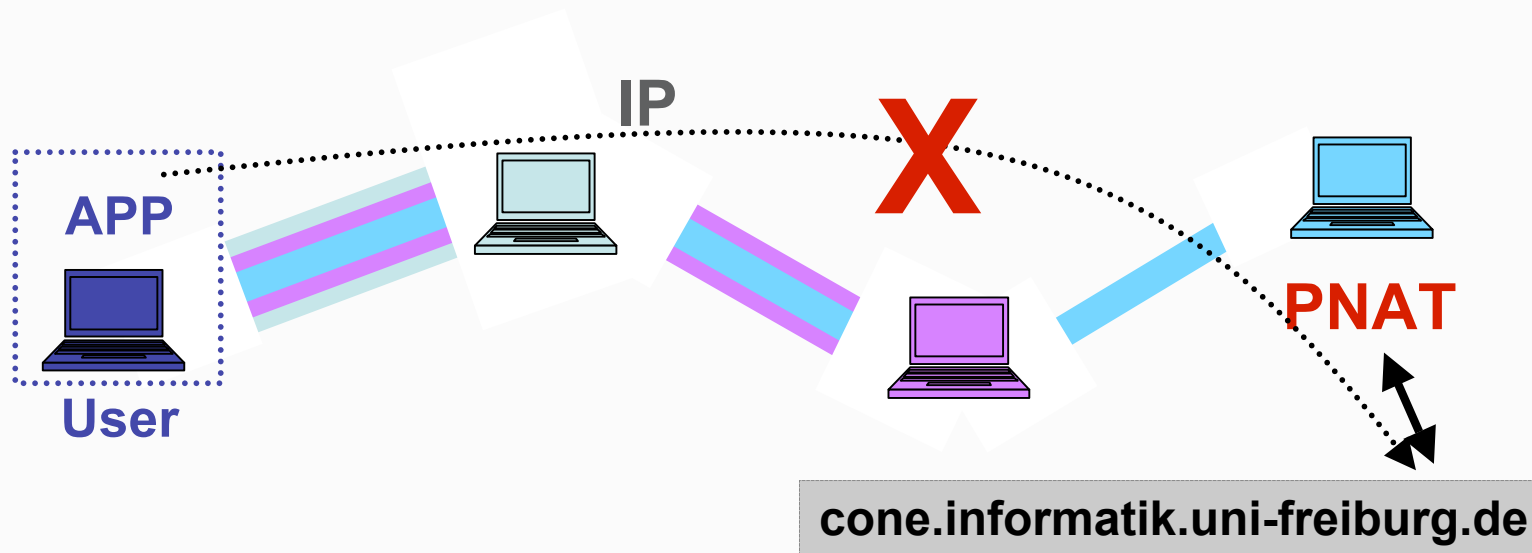 IP
X
APP
PNAT
User
cone.informatik.uni-freiburg.de